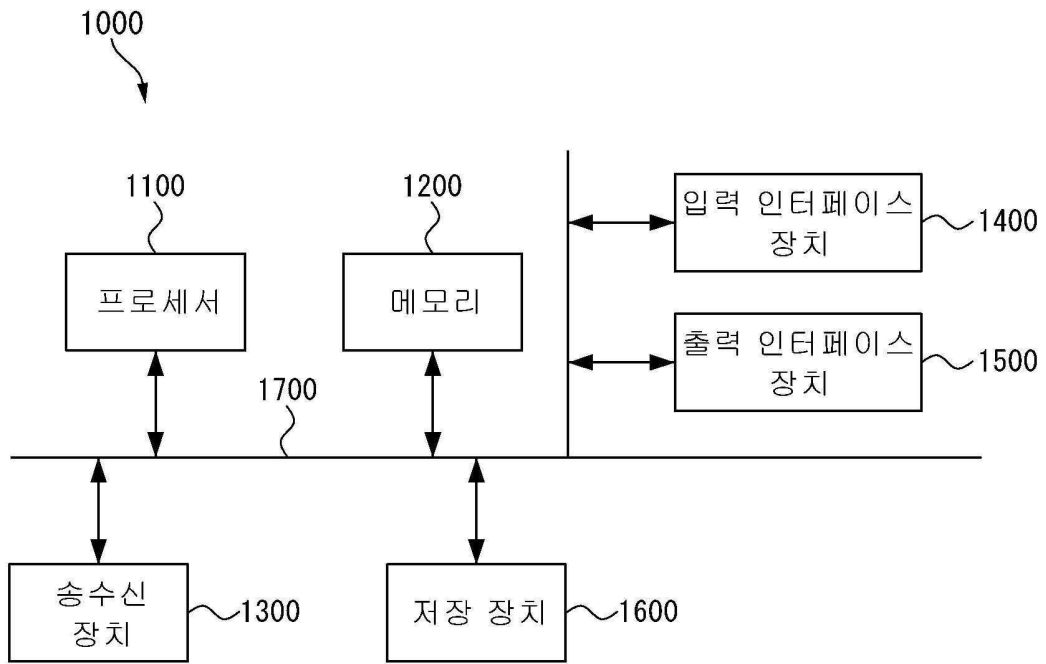 1000
1100
1200
입력 인터페이스
장치
1400
프로세서
메모리
출력 인터페이스
장치
1500
1700
송수신
장치
1300
저장 장치
1600